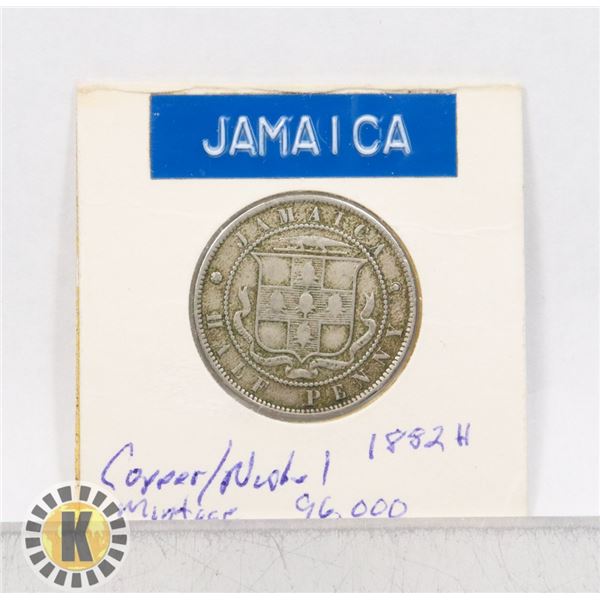 JAMAICA
JAMAICA
HALF PENNY
1882 H
Copper/Nickel
Mintage 96,000
K